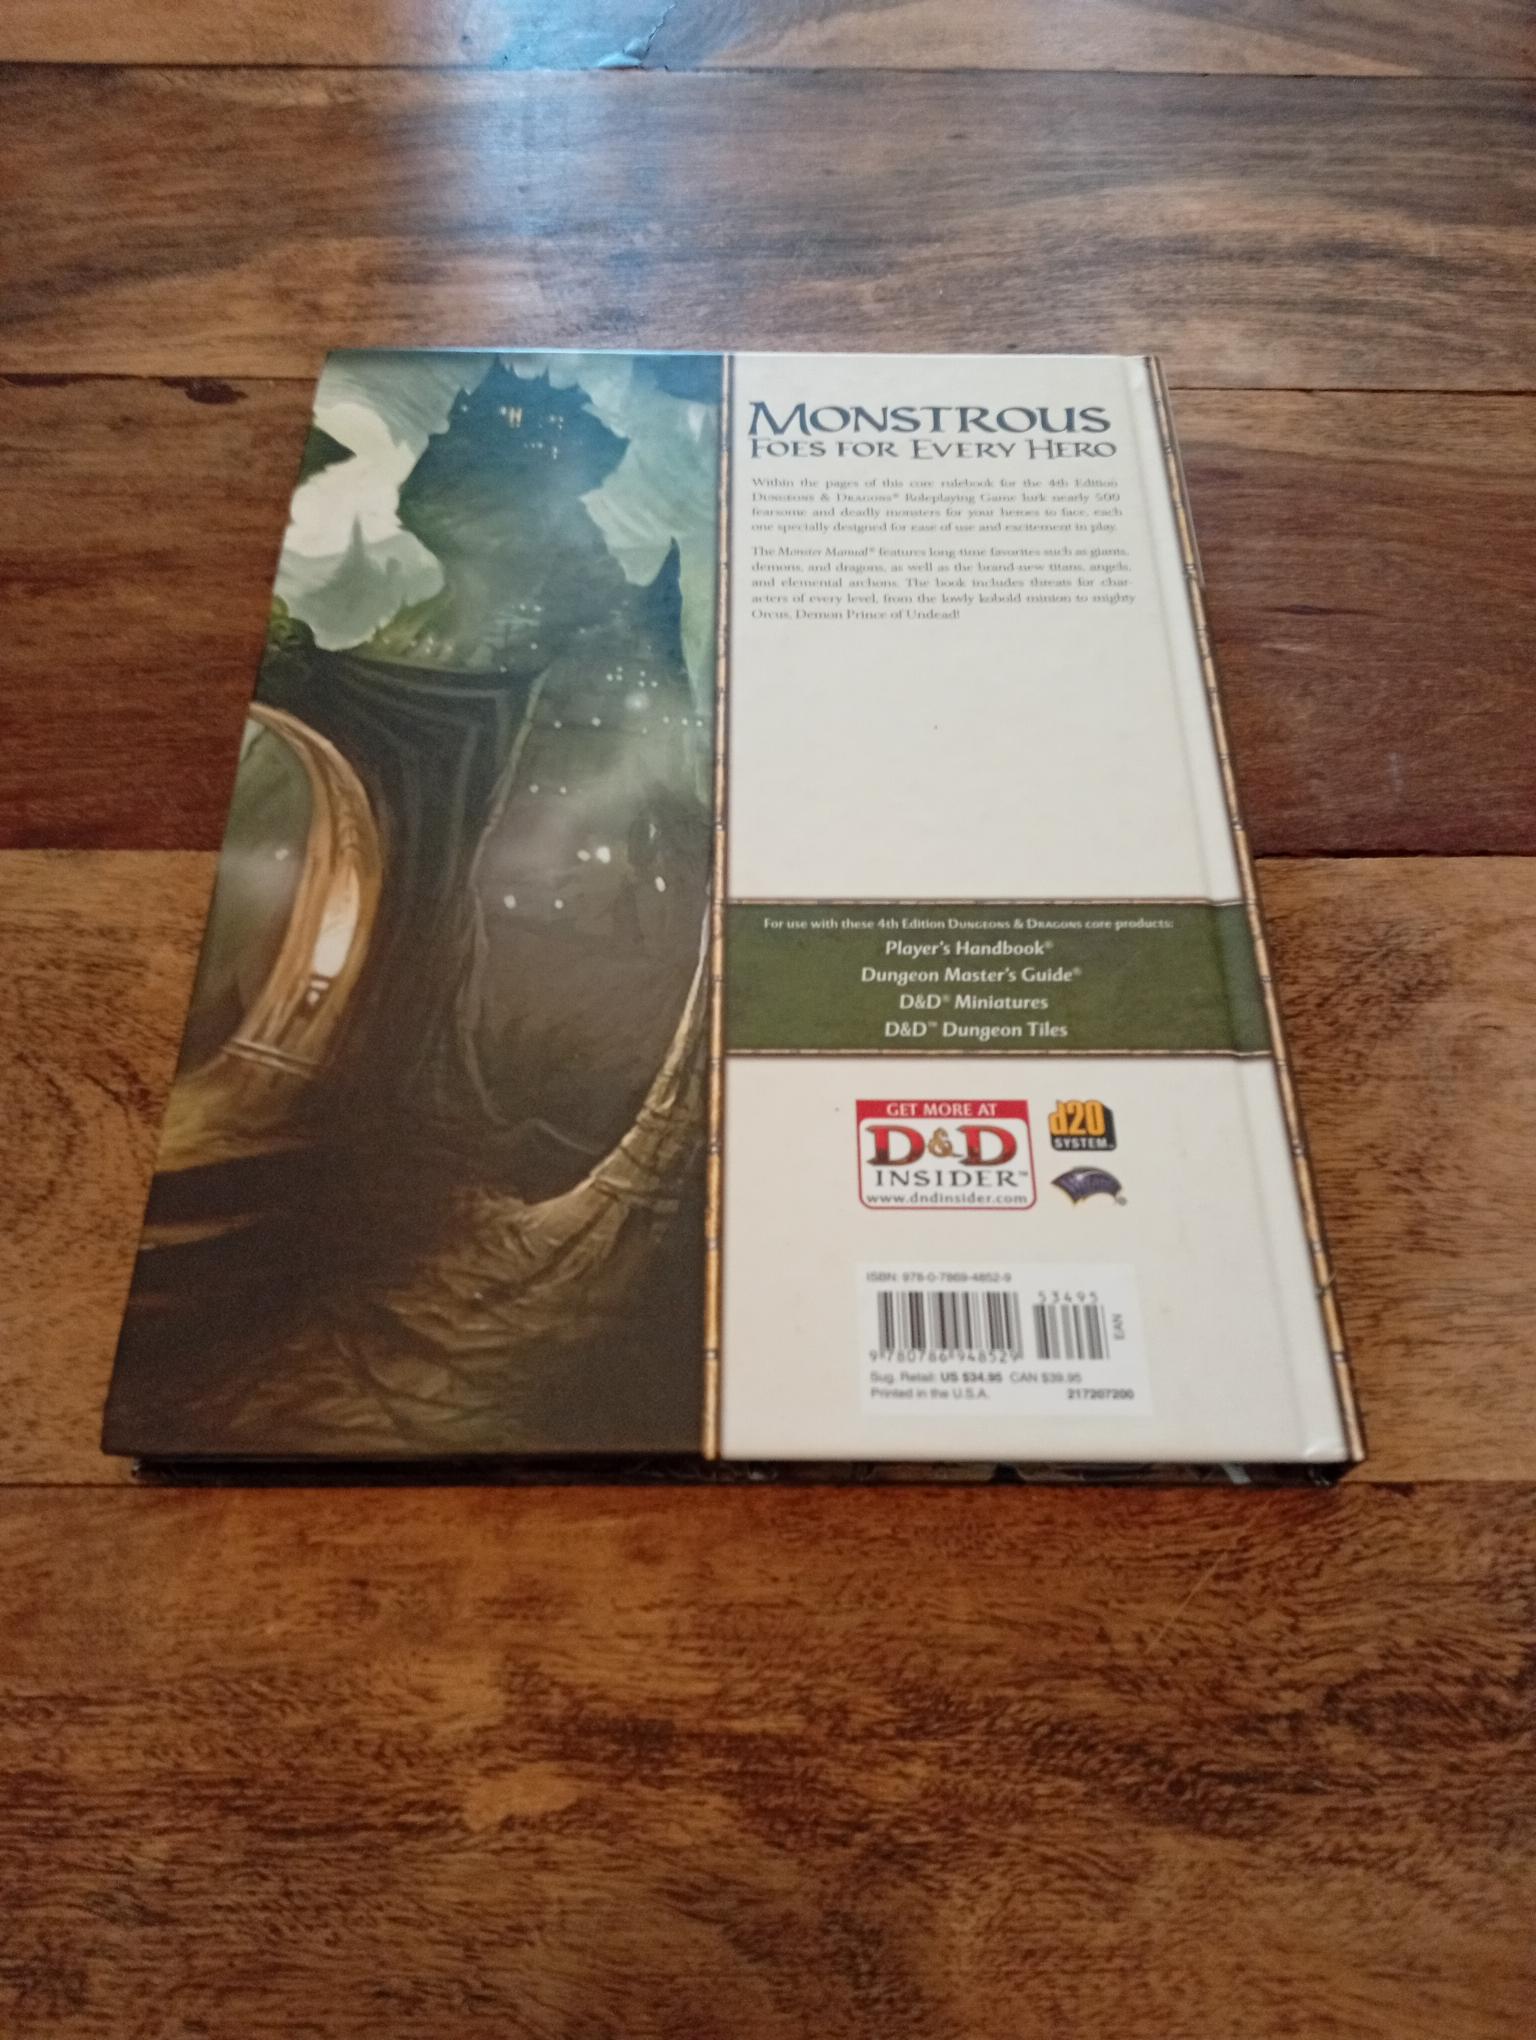 MONSTROUS
FOES FOR EVERY HERO
Within the pages of this core rulebook for the 4th Edition
DUNGEONS & DRAGONS® Roleplaying Game lurk nearly 500
fearsome and deadly monsters for your heroes to face, each
one specially designed for ease of use and excitement in play.
The Monster Manual® features long-time favorites such as giants,
demons, and dragons, as well as the brand-new titans, angels,
and elemental archons. The book includes threats for char-
acters of every level, from the lowly kobold minion to mighty
Orcus, Demon Prince of Undead!
For use with these 4th Edition DUNGEONS & DRAGONS core products:
Player's Handbook®
Dungeon Master's Guide®
D&D® Miniatures
D&D™ Dungeon Tiles
GET MORE AT
D&D
INSIDER™
www.dndinsider.com
d20
SYSTEM™
ISBN: 978-0-7869-4852-9
53495
9 780786 948529
EAN
Sug. Retail: US $34.95 CAN $39.95
Printed in the U.S.A. 217207200